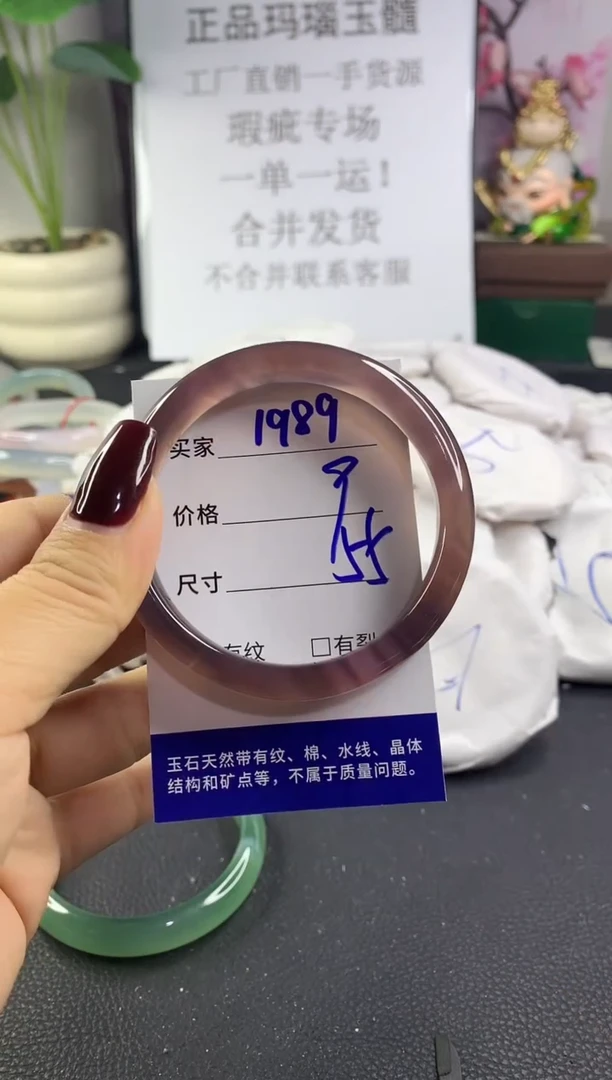 正品玛瑙玉髓
工厂直销一手货源
瑕疵专场
一单一运!
合并发货
不合并联系客服
买家 1989
价格
尺寸 55
有纹 □有裂
玉石天然带有纹、棉、水线、晶体
结构和矿点等，不属于质量问题。